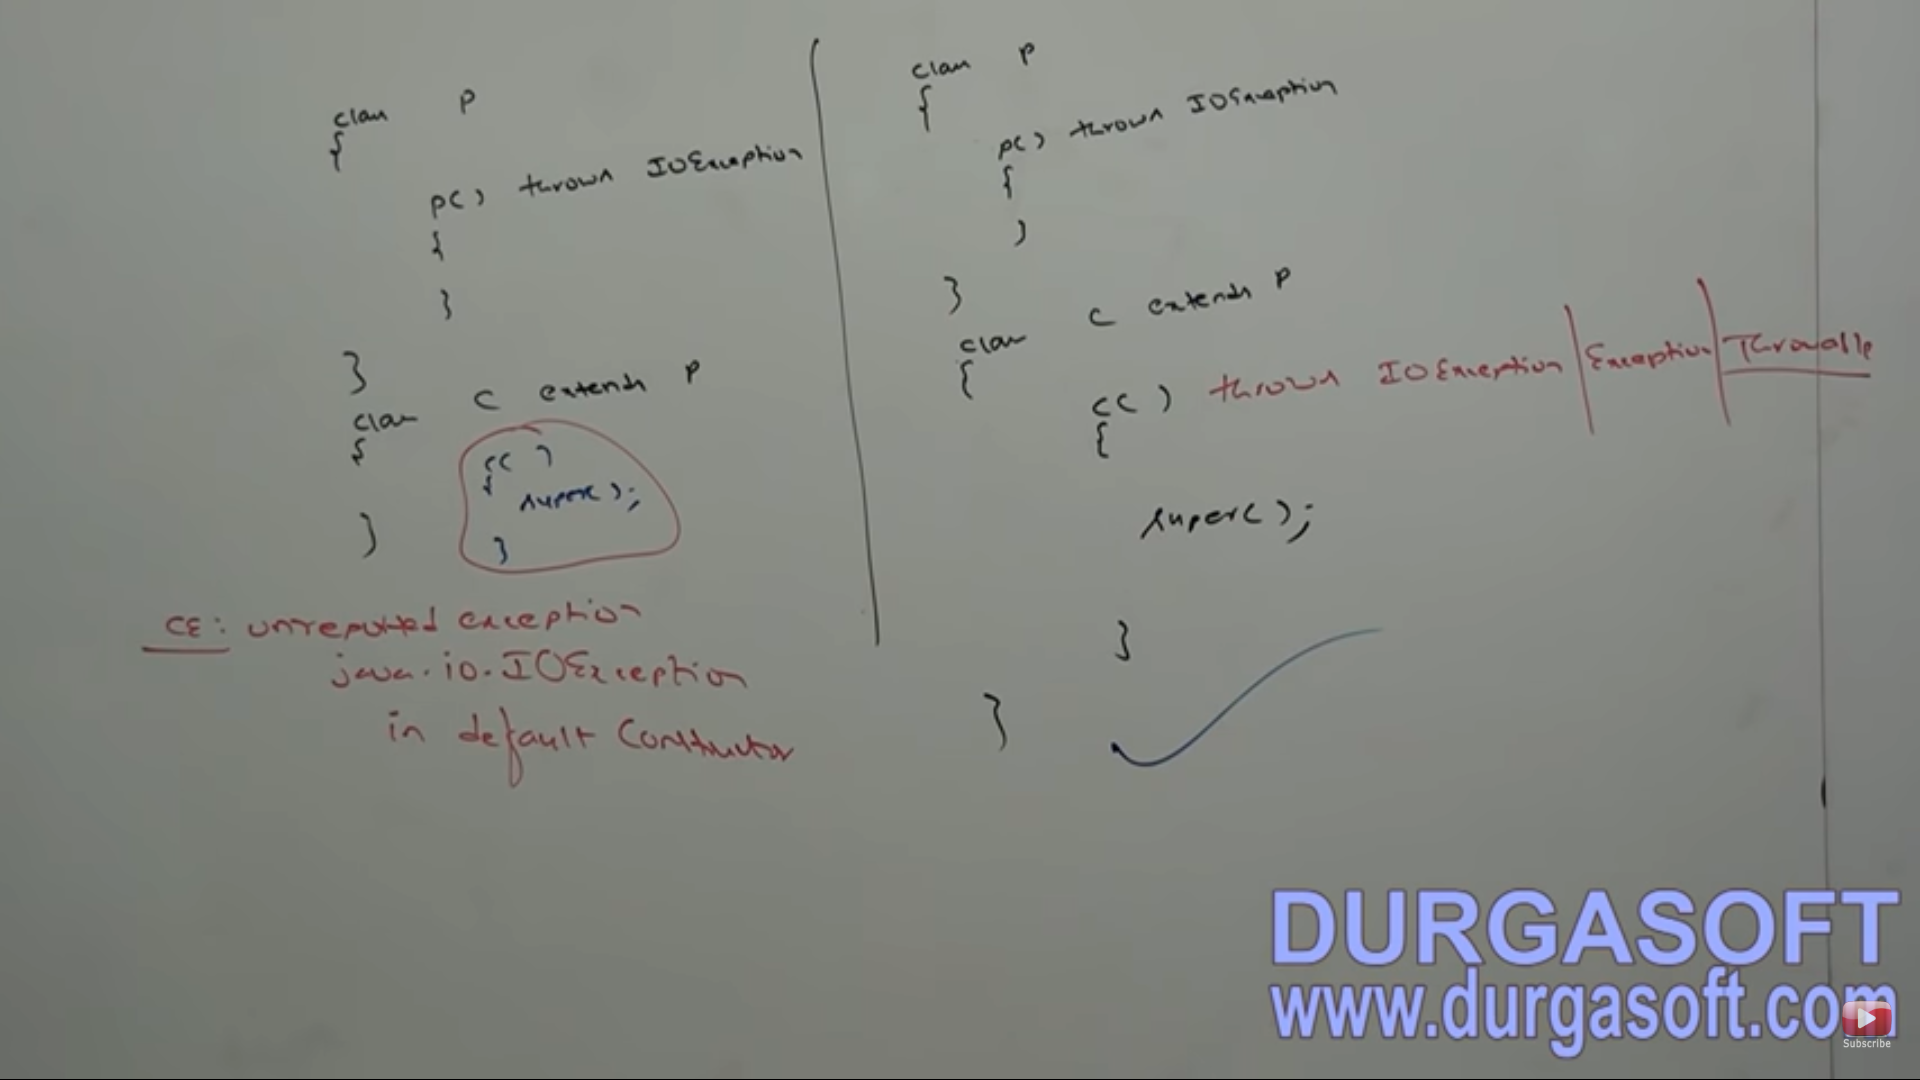 class P
{
P() throws IOException
{
}
}
class C extends P
{
C()
{
super();
}
}
CE: unreported exception
java.io.IOException
in default Constructor
class P
{
P() throws IOException
{
}
}
class C extends P
{
C() throws IOException | Exception | Throwable
{
super();
}
}
DURGASOFT
www.durgasoft.com
Subscribe